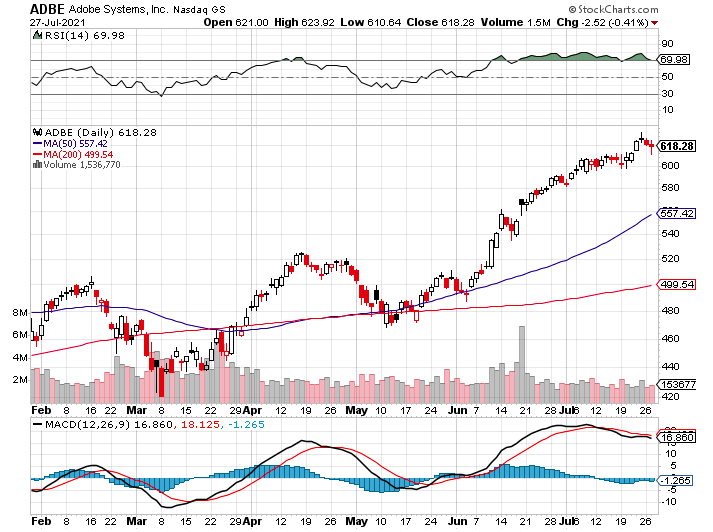 ADBE Adobe Systems, Inc. Nasdaq GS © StockCharts.com
27-Jul-2021 Open 621.00 High 623.92 Low 610.64 Close 618.28 Volume 1.5M Chg -2.52 (-0.41%)
RSI(14) 69.98
90
69.98
50
30
10
ADBE (Daily) 618.28
MA(50) 557.42
MA(200) 499.54
Volume 1,536,770
618.28
600
580
557.42
540
520
499.54
480
460
440
420
8M
6M
4M
2M
153677
Feb 8 16 22 Mar 8 15 22 29 Apr 12 19 26 May 10 17 24 Jun 7 14 21 28 Jul 6 12 19 26
MACD(12,26,9) 16.860, 18.125, -1.265
16.860
10
5
-1.265
-5
-10
Feb 8 16 22 Mar 8 15 22 29 Apr 12 19 26 May 10 17 24 Jun 7 14 21 28 Jul 6 12 19 26